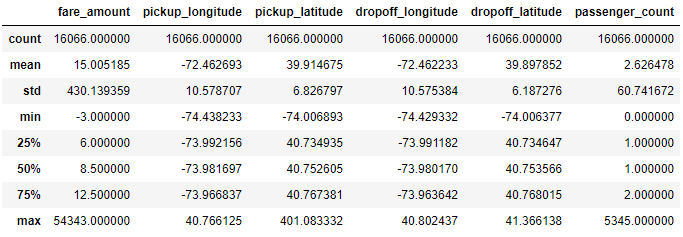 fare_amount pickup_longitude pickup_latitude dropoff_longitude dropoff_latitude passenger_count
count 16066.000000 16066.000000 16066.000000 16066.000000 16066.000000 16066.000000
mean 15.005185 -72.462693 39.914675 -72.462233 39.897852 2.626478
std 430.139359 10.578707 6.826797 10.575384 6.187276 60.741672
min -3.000000 -74.438233 -74.006893 -74.429332 -74.006377 0.000000
25% 6.000000 -73.992156 40.734935 -73.991182 40.734647 1.000000
50% 8.500000 -73.981697 40.752605 -73.980170 40.753566 1.000000
75% 12.500000 -73.966837 40.767381 -73.963642 40.768015 2.000000
max 54343.000000 40.766125 401.083332 40.802437 41.366138 5345.000000